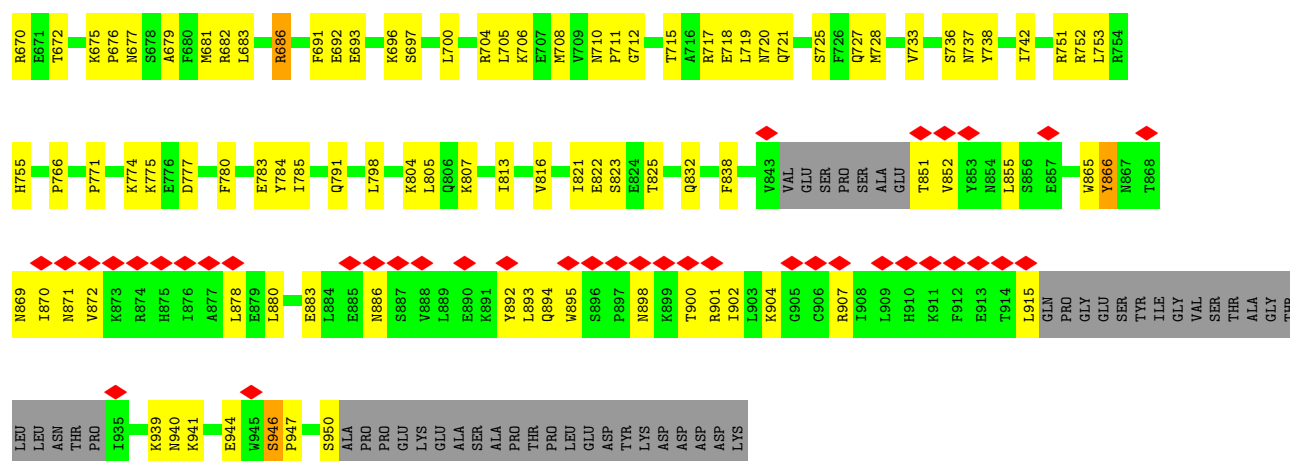 R670 E671 T672 K675 P676 N677 S678 A679 F680 M681 R682 L683 R686 F691 E692 E693 K696 S697 L700 R704 L705 K706 E707 M708 V709 N710 P711 G712 T715 A716 R717 E718 L719 N720 Q721 S725 F726 Q727 M728 V733 S736 N737 Y738 I742 R751 R752 L753 R754
H755 P766 P771 K774 K775 E776 D777 F780 E783 Y784 I785 Q791 L798 K804 L805 Q806 K807 I813 V816 I821 E822 S823 E824 T825 Q832 F838 V843 VAL GLU SER PRO SER ALA GLU T851 V852 Y853 N854 L855 S856 E857 W865 Y866 N867 T868
N869 I870 N871 V872 K873 R874 H875 I876 A877 L878 E879 L880 E883 L884 E885 N886 S887 V888 L889 E890 K891 Y892 L893 Q894 W895 S896 P897 N898 K899 T900 R901 I902 L903 K904 G905 C906 R907 I908 L909 H910 K911 F912 E913 T914 L915 GLN PRO GLY GLU SER TYR ILE GLY VAL SER THR ALA GLY THR
LEU LEU ASN THR PRO I935 K939 N940 K941 E944 W945 S946 P947 S950 ALA PRO PRO GLU LYS GLU ALA SER ALA PRO THR PRO LEU GLU ASP TYR LYS ASP ASP ASP ASP LYS